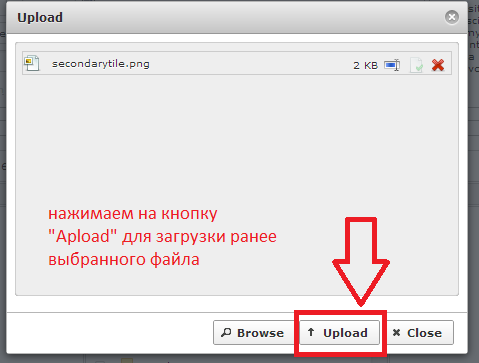 Upload
secondarytile.png 2 KB
нажимаем на кнопку
"Apload" для загрузки ранее
выбранного файла
Browse Upload Close